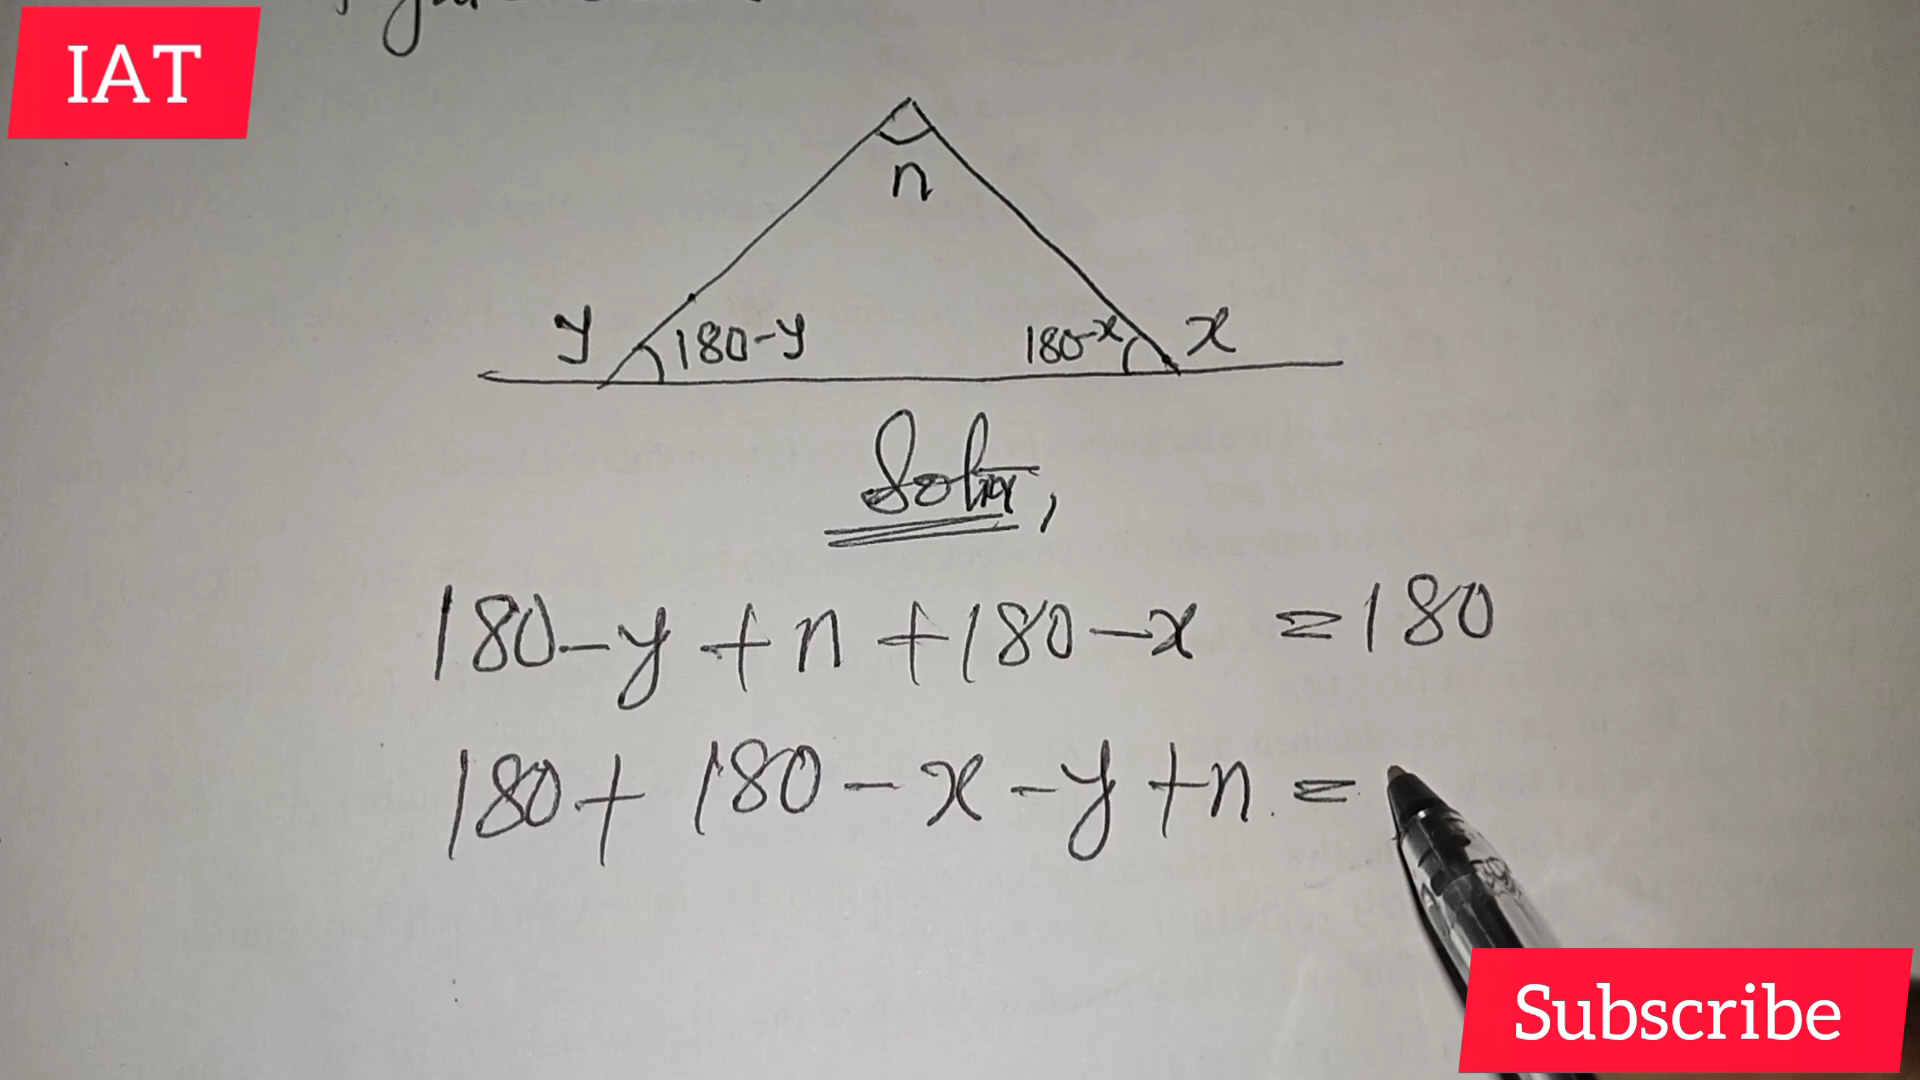 IAT
n
y 180-y 180-x x
Soln,
180-y+n+180-x =180
180+180-x-y+n =
Subscribe